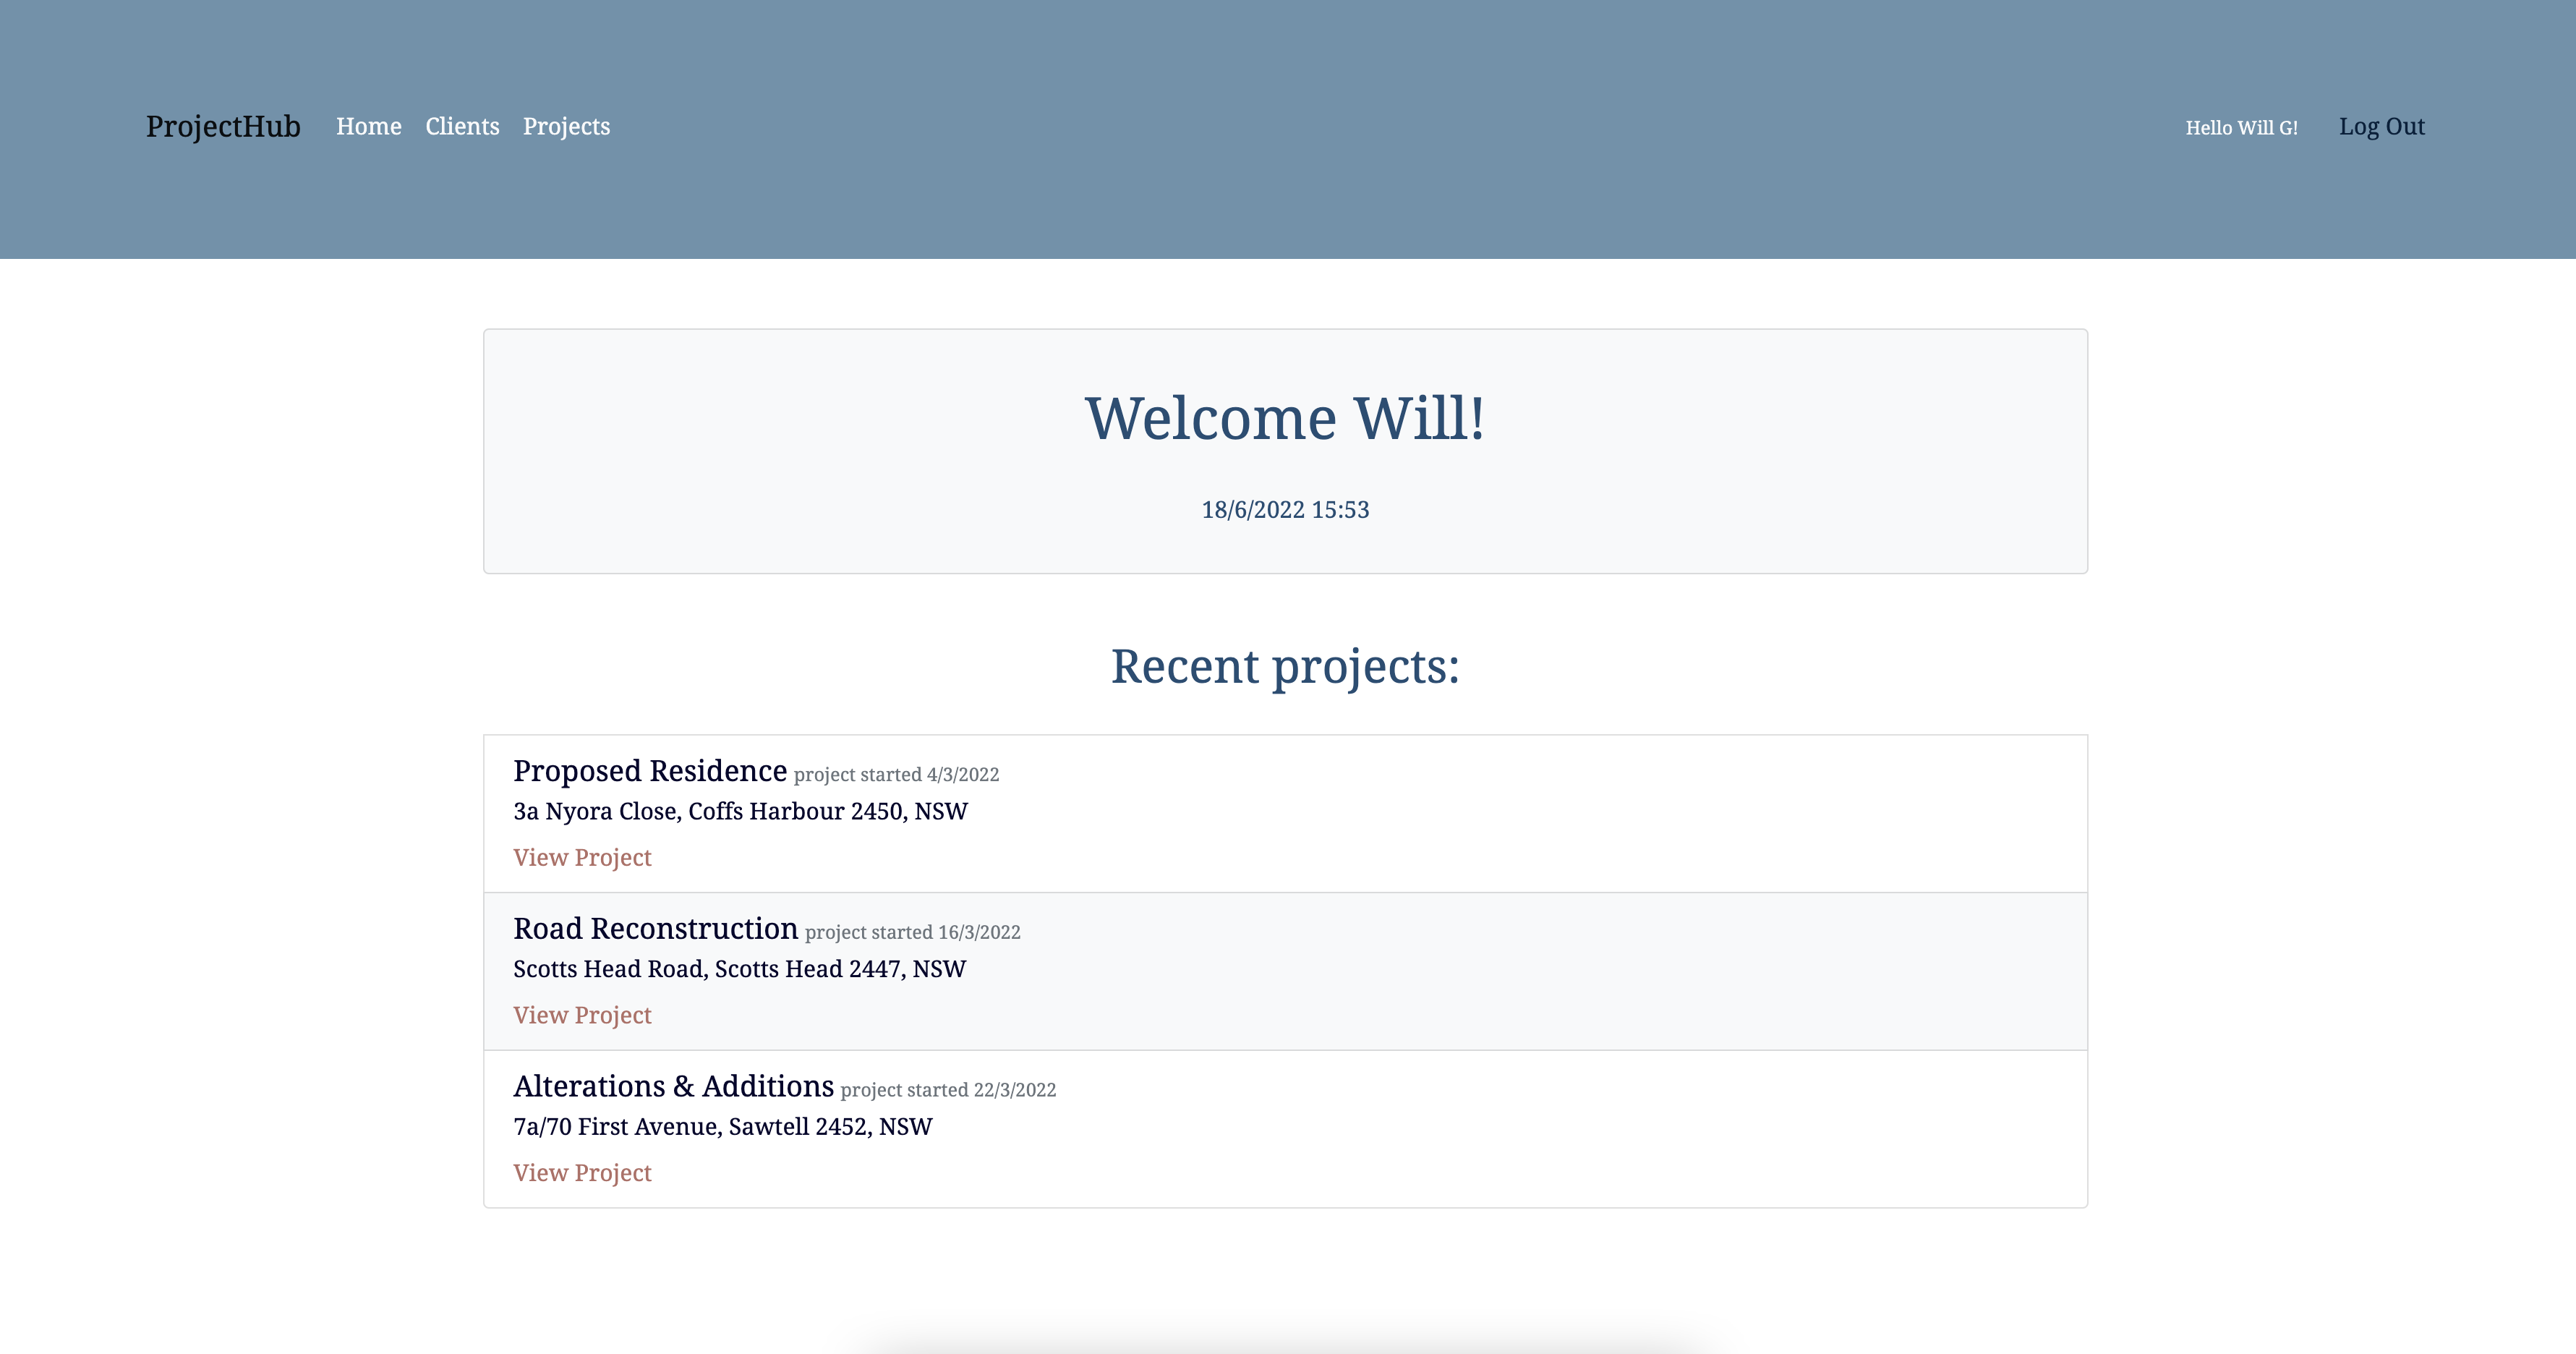 ProjectHub Home Clients Projects Hello Will G! Log Out
Welcome Will!
18/6/2022 15:53
Recent projects:
Proposed Residence project started 4/3/2022
3a Nyora Close, Coffs Harbour 2450, NSW
View Project
Road Reconstruction project started 16/3/2022
Scotts Head Road, Scotts Head 2447, NSW
View Project
Alterations & Additions project started 22/3/2022
7a/70 First Avenue, Sawtell 2452, NSW
View Project